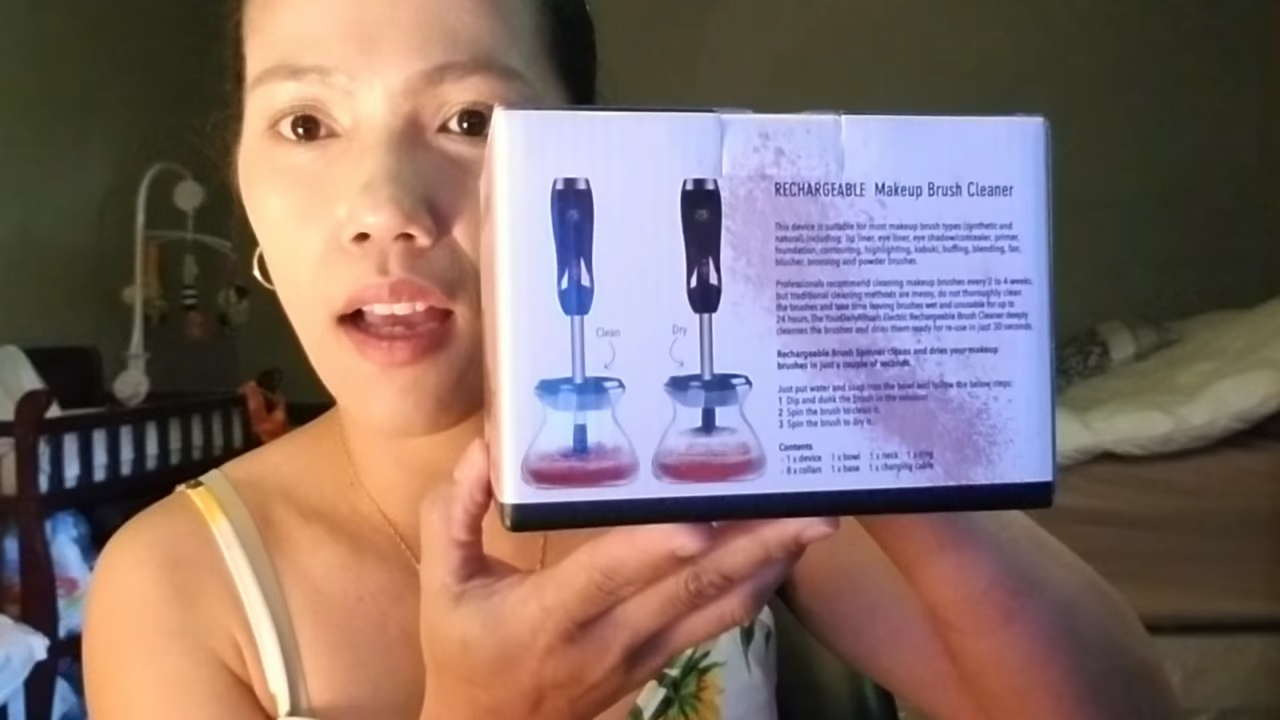 RECHARGEABLE Makeup Brush Cleaner
This device is suitable for most makeup brush types (synthetic and
natural) including: lip liner, eye liner, eye shadow/concealer, primer,
foundation, contouring, highlighting, kabuki, buffing, blending, fan,
blusher, bronzing and powder brushes.
Professionals recommend cleaning makeup brushes every 2 to 4 weeks,
but traditional cleaning methods are messy, do not thoroughly clean
the brushes and take time leaving brushes wet and unusable for up to
24 hours. The YourDailyRituals Electric Rechargeable Brush Cleaner deeply
cleanses the brushes and dries them ready for re-use in just 30 seconds.
Rechargeable Brush Spinner cleans and dries your makeup
brushes in just a couple of seconds.
Just put water and soap into the bowl and follow the below steps:
1 Dip and dunk the brush in the solution
2 Spin the brush to clean it.
3 Spin the brush to dry it.
Contents
- 1 x device 1 x bowl 1 x neck 1 x ring
- 8 x collars 1 x base 1 x charging cable
Clean
Dry